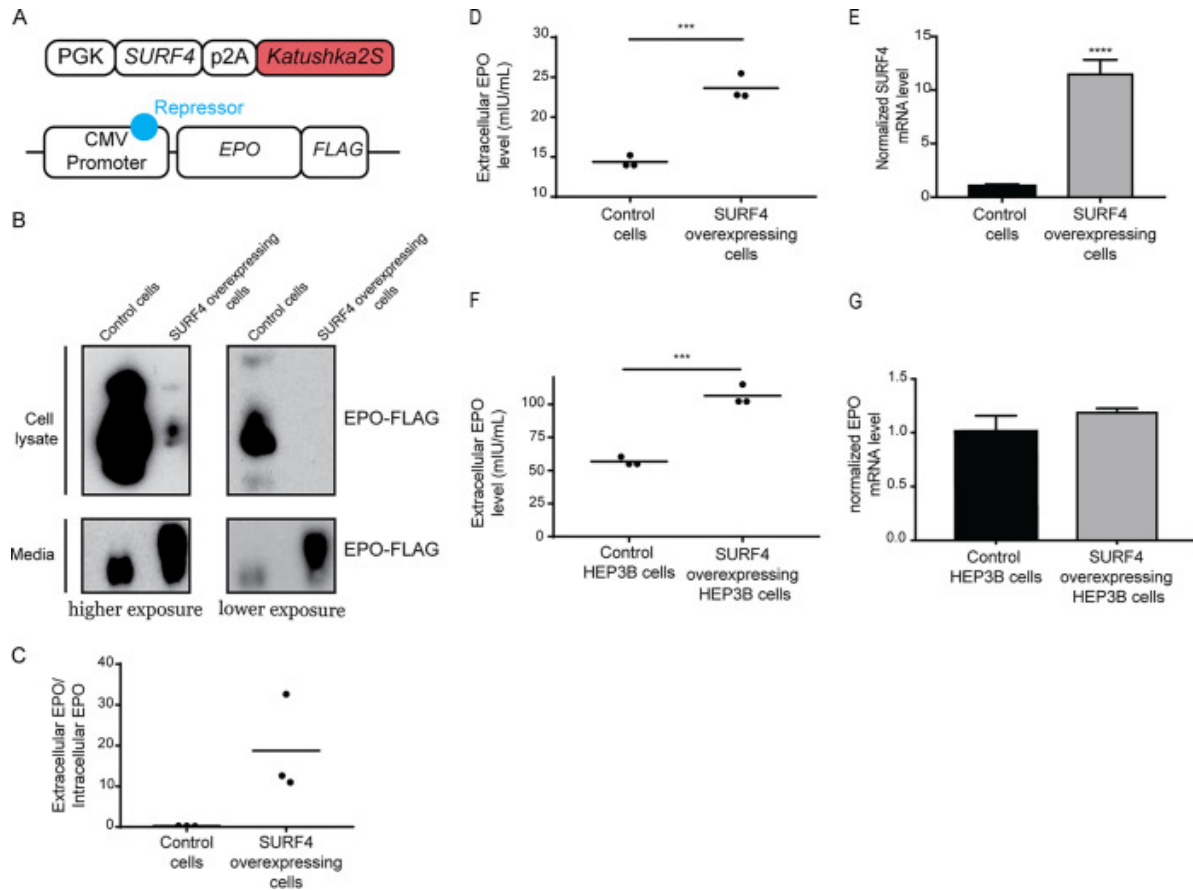 A
PGK SURF4 p2A Katushka2S
Repressor
CMV
Promoter
EPO FLAG
B
Control cells
SURF4 overexpressing
cells
Control cells
SURF4 overexpressing
cells
Cell
lysate
EPO-FLAG
Media
EPO-FLAG
higher exposure
lower exposure
C
Extracellular EPO/
Intracellular EPO
40
30
20
10
0
Control
cells
SURF4
overexpressing
cells
D
Extracellular EPO
level (mIU/mL)
30
25
20
15
10
***
Control
cells
SURF4
overexpressing
cells
E
Normalized SURF4
mRNA level
15
10
5
0
****
Control
cells
SURF4
overexpressing
cells
F
Extracellular EPO
level (mIU/mL)
100
75
50
25
0
***
Control
HEP3B cells
SURF4
overexpressing
HEP3B cells
G
normalized EPO
mRNA level
1.5
1.0
0.5
0.0
Control
HEP3B cells
SURF4
overexpressing
HEP3B cells